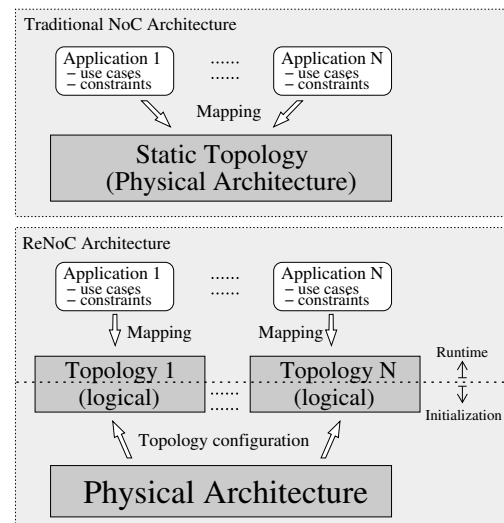 Traditional NoC Architecture
Application 1
– use cases
– constraints
......
......
Application N
– use cases
– constraints
Mapping
Static Topology
(Physical Architecture)
ReNoC Architecture
Application 1
– use cases
– constraints
......
......
Application N
– use cases
– constraints
Mapping
Mapping
Topology 1
(logical)
......
......
Topology N
(logical)
Runtime
Initialization
Topology configuration
Physical Architecture